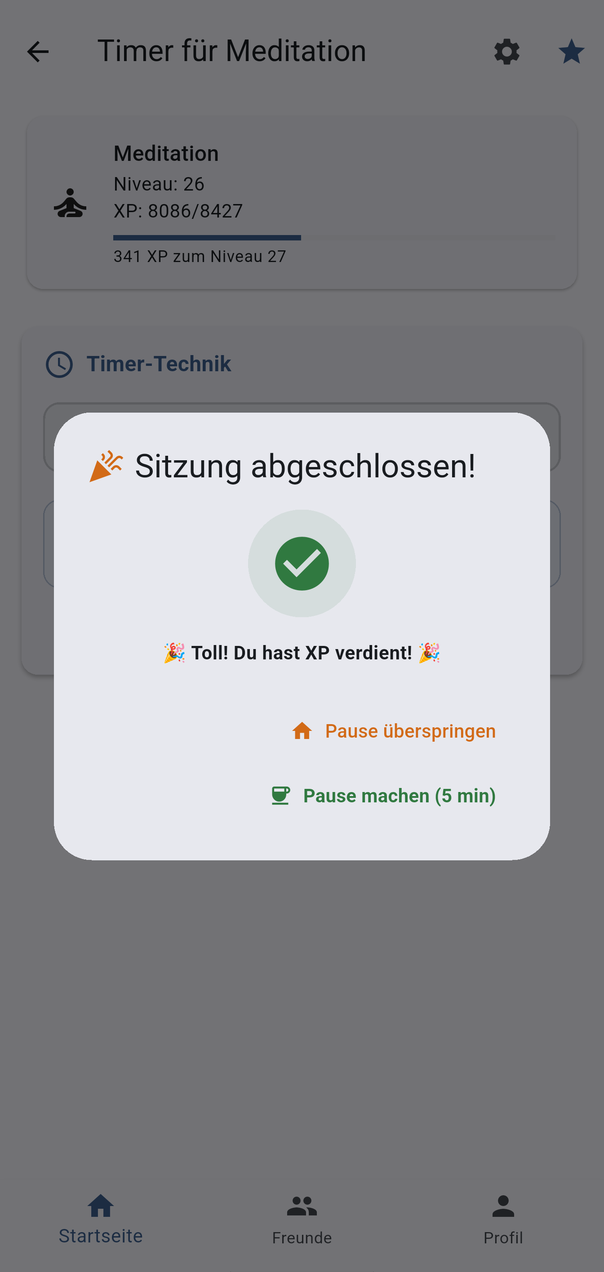 Timer für Meditation
Meditation
Niveau: 26
XP: 8086/8427
341 XP zum Niveau 27
Timer-Technik
Sitzung abgeschlossen!
🎉 Toll! Du hast XP verdient! 🎉
Pause überspringen
Pause machen (5 min)
Startseite
Freunde
Profil